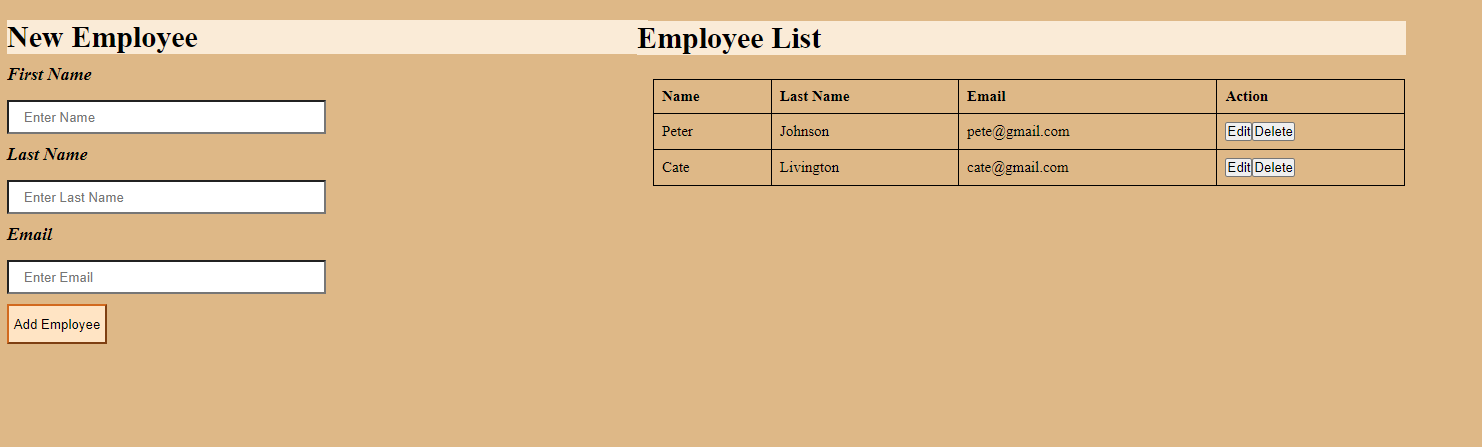 New Employee
First Name
Enter Name
Last Name
Enter Last Name
Email
Enter Email
Add Employee
Employee List
Name Last Name Email Action
Peter Johnson pete@gmail.com Edit Delete
Cate Livington cate@gmail.com Edit Delete